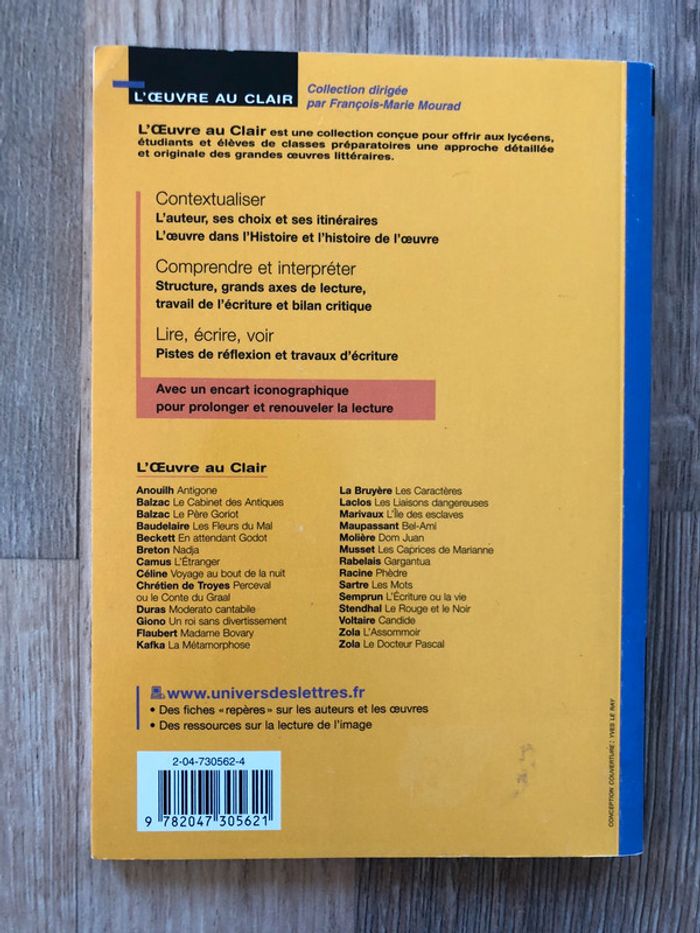 L'ŒUVRE AU CLAIR
Collection dirigée
par François-Marie Mourad
L'Œuvre au Clair est une collection conçue pour offrir aux lycéens,
étudiants et élèves de classes préparatoires une approche détaillée
et originale des grandes œuvres littéraires.
Contextualiser
L'auteur, ses choix et ses itinéraires
L'œuvre dans l'Histoire et l'histoire de l'œuvre
Comprendre et interpréter
Structure, grands axes de lecture,
travail de l'écriture et bilan critique
Lire, écrire, voir
Pistes de réflexion et travaux d'écriture
Avec un encart iconographique
pour prolonger et renouveler la lecture
L'Œuvre au Clair
Anouilh Antigone
Balzac Le Cabinet des Antiques
Balzac Le Père Goriot
Baudelaire Les Fleurs du Mal
Beckett En attendant Godot
Breton Nadja
Camus L'Étranger
Céline Voyage au bout de la nuit
Chrétien de Troyes Perceval
ou le Conte du Graal
Duras Moderato cantabile
Giono Un roi sans divertissement
Flaubert Madame Bovary
Kafka La Métamorphose
La Bruyère Les Caractères
Laclos Les Liaisons dangereuses
Marivaux L'Île des esclaves
Maupassant Bel-Ami
Molière Dom Juan
Musset Les Caprices de Marianne
Rabelais Gargantua
Racine Phèdre
Sartre Les Mots
Semprun L'Écriture ou la vie
Stendhal Le Rouge et le Noir
Voltaire Candide
Zola L'Assommoir
Zola Le Docteur Pascal
www.universdeslettres.fr
• Des fiches «repères» sur les auteurs et les œuvres
• Des ressources sur la lecture de l'image
2-04-730562-4
9 782047 305621
CONCEPTION COUVERTURE : YVES LE RAY